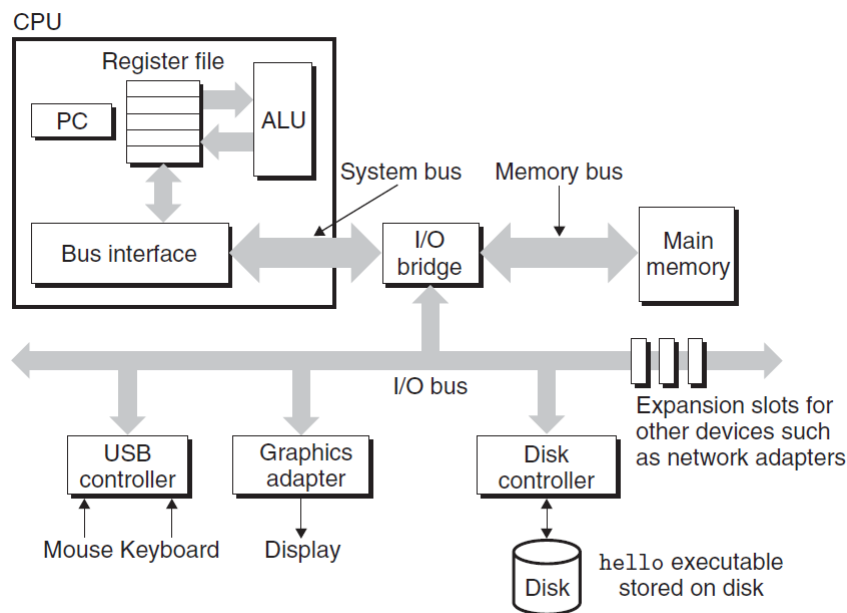 CPU
Register file
PC
ALU
System bus
Memory bus
Bus interface
I/O
bridge
Main
memory
I/O bus
Expansion slots for
other devices such
as network adapters
USB
controller
Graphics
adapter
Disk
controller
Mouse Keyboard
Display
Disk
hello executable
stored on disk